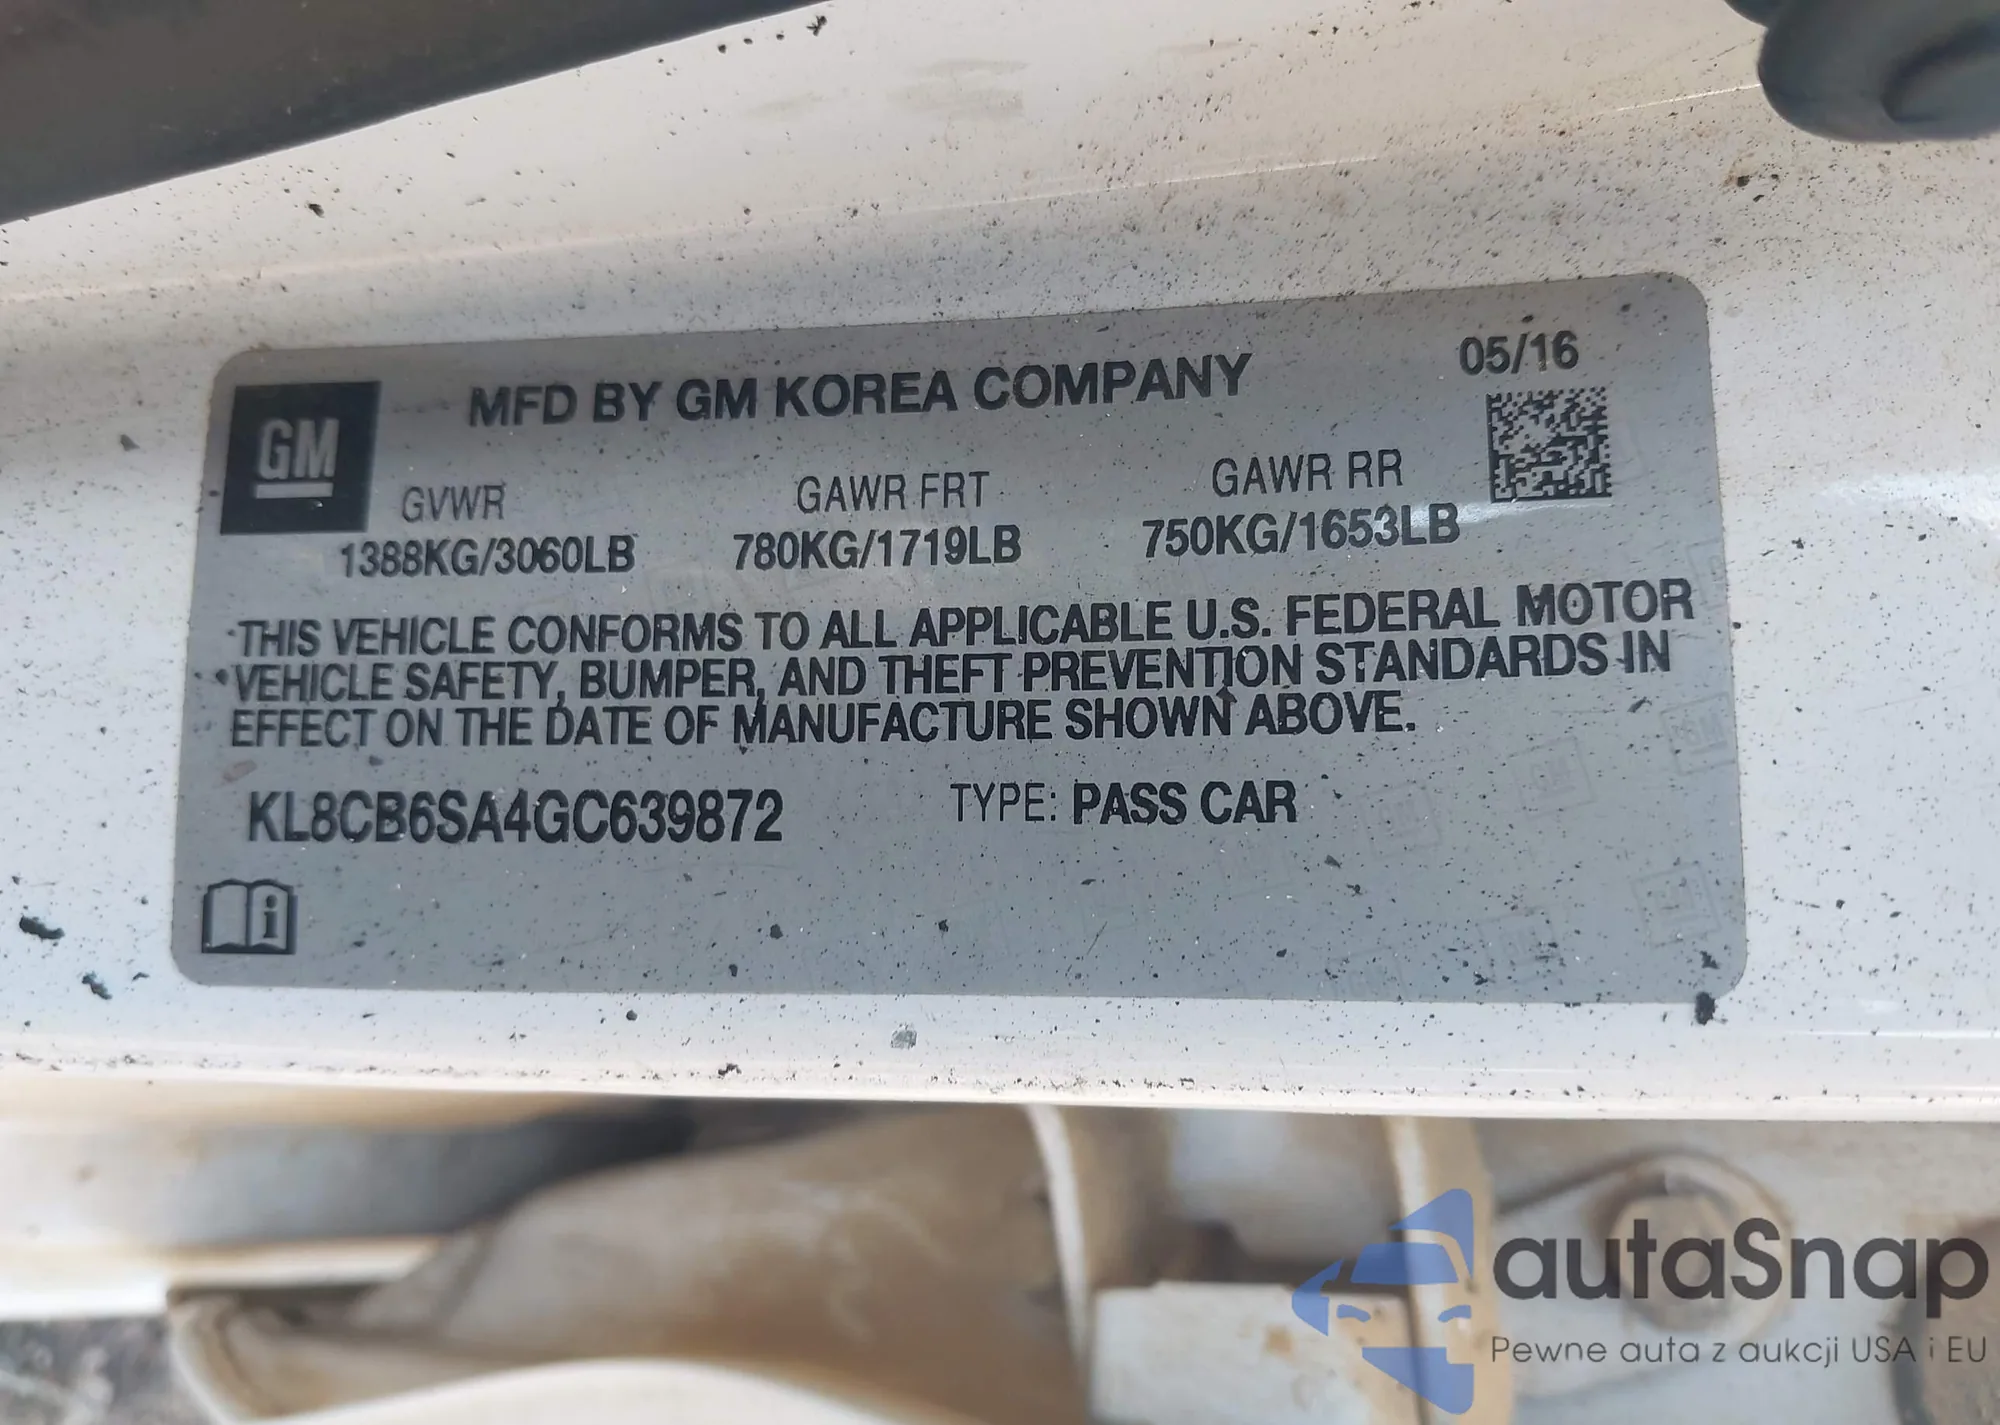 GM
MFD BY GM KOREA COMPANY
05/16
GVWR GAWR FRT GAWR RR
1388KG/3060LB 780KG/1719LB 750KG/1653LB
THIS VEHICLE CONFORMS TO ALL APPLICABLE U.S. FEDERAL MOTOR
VEHICLE SAFETY, BUMPER, AND THEFT PREVENTION STANDARDS IN
EFFECT ON THE DATE OF MANUFACTURE SHOWN ABOVE.
KL8CB6SA4GC639872 TYPE: PASS CAR
i
autaSnap
Pewne auta z aukcji USA i EU